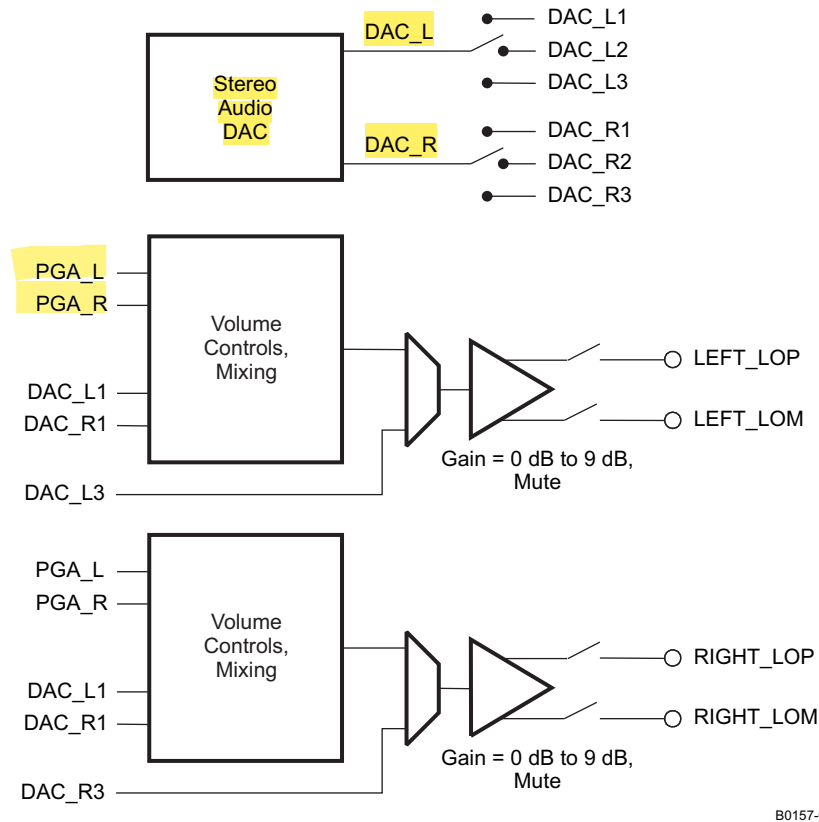 DAC_L1
DAC_L
DAC_L2
Stereo
Audio
DAC
DAC_L3
DAC_R1
DAC_R
DAC_R2
DAC_R3
PGA_L
PGA_R
Volume
Controls,
Mixing
LEFT_LOP
DAC_L1
DAC_R1
LEFT_LOM
Gain = 0 dB to 9 dB,
Mute
DAC_L3
PGA_L
PGA_R
Volume
Controls,
Mixing
RIGHT_LOP
DAC_L1
DAC_R1
RIGHT_LOM
Gain = 0 dB to 9 dB,
Mute
DAC_R3